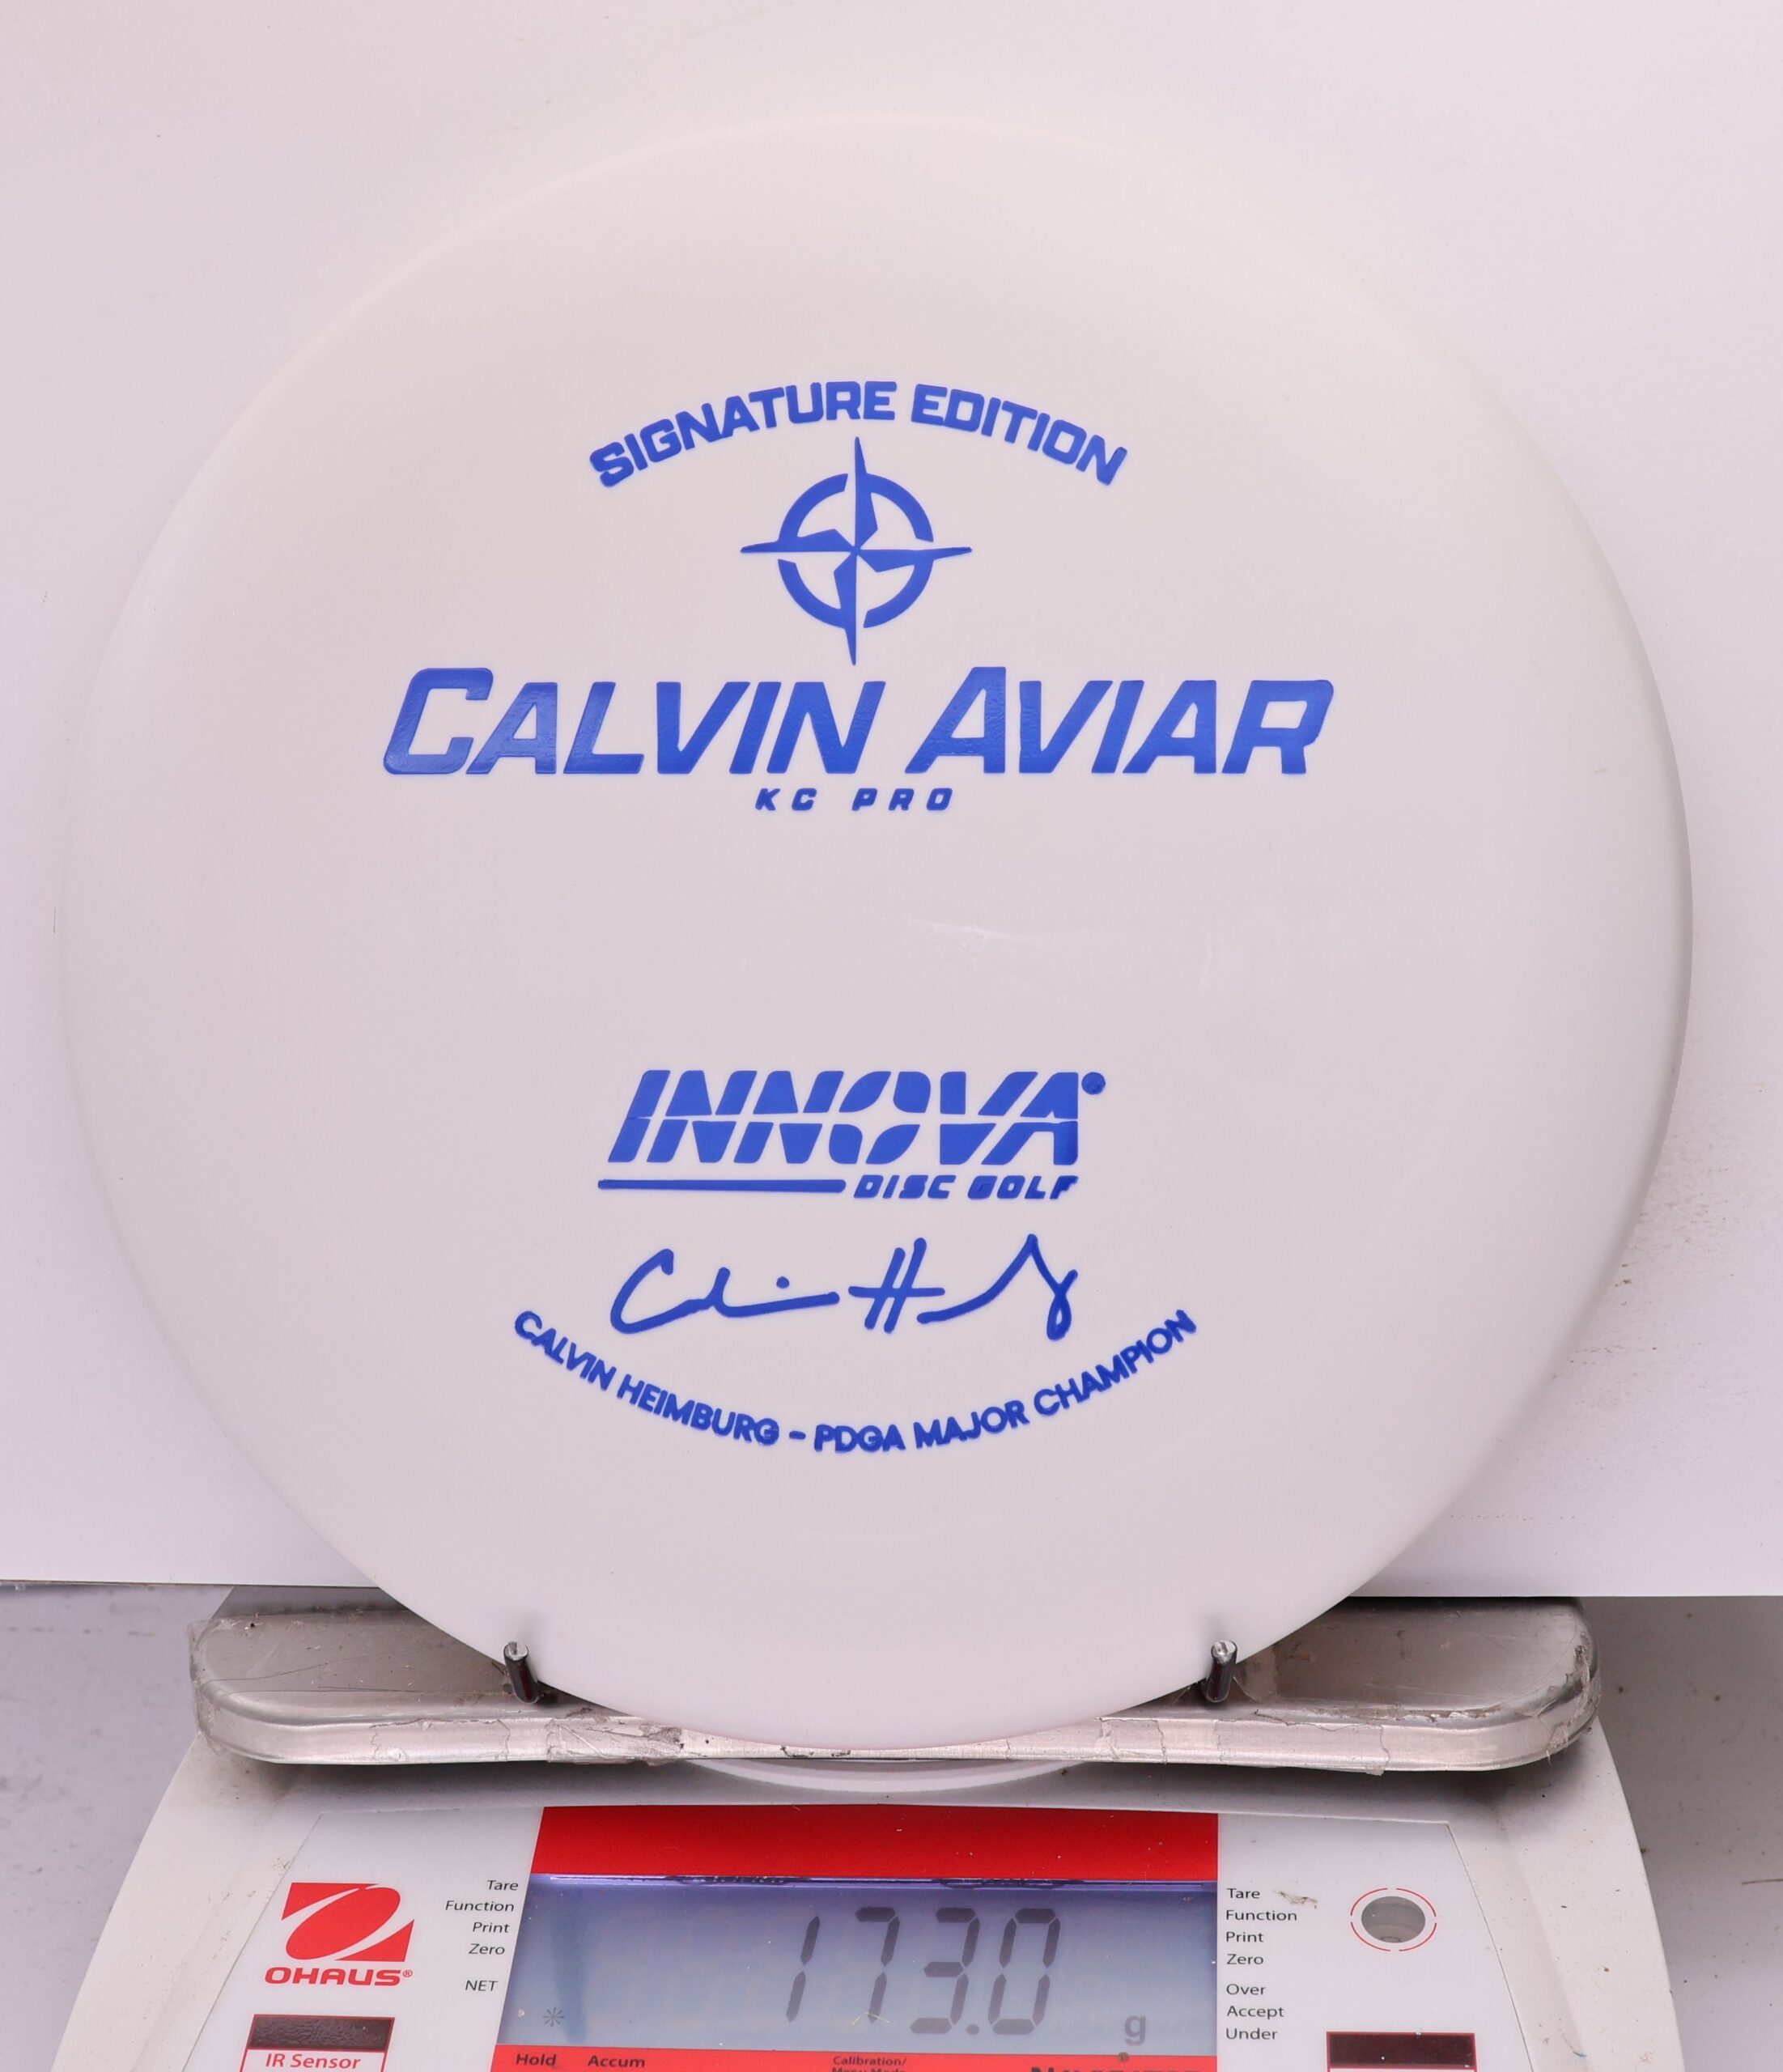 SIGNATURE EDITION
CALVIN AVIAR
KC PRO
INNOVA
DISC GOLF
CALVIN HEIMBURG - PDGA MAJOR CHAMPION
OHAUS®
Tare
Function
Print
Zero
NET
173.0 g
Tare
Function
Print
Zero
Over
Accept
Under
IR Sensor
Hold Accum
Calibration/